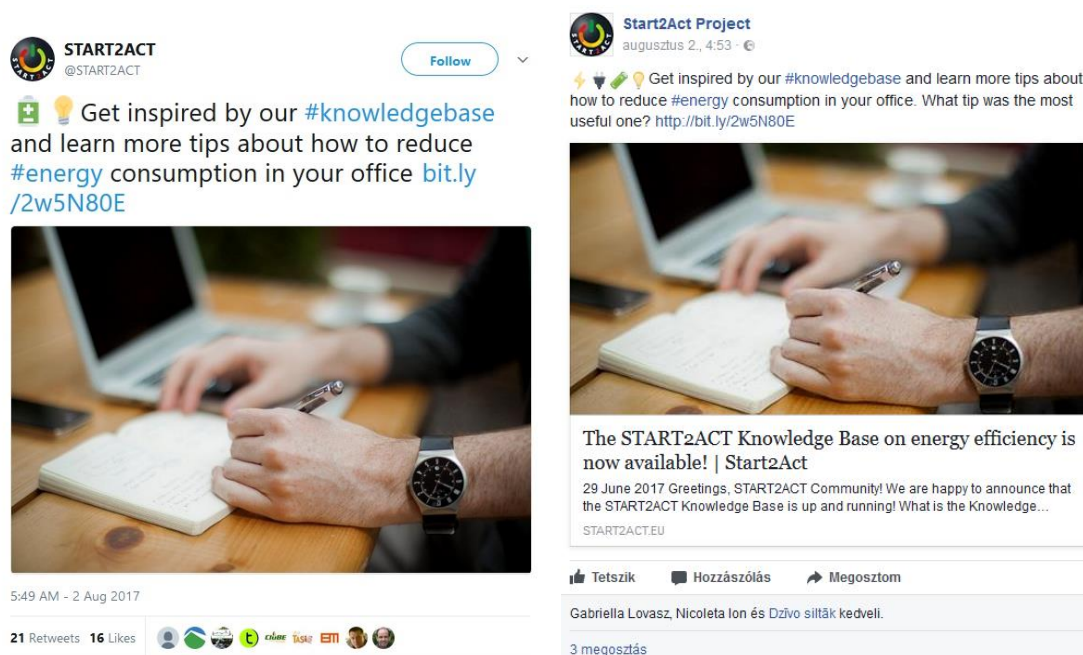 START2ACT
@START2ACT
Follow
Get inspired by our #knowledgebase
and learn more tips about how to reduce
#energy consumption in your office bit.ly
/2w5N80E
5:49 AM - 2 Aug 2017
21 Retweets 16 Likes
Start2Act Project
augusztus 2., 4:53 ·
Get inspired by our #knowledgebase and learn more tips about
how to reduce #energy consumption in your office. What tip was the most
useful one? http://bit.ly/2w5N80E
The START2ACT Knowledge Base on energy efficiency is
now available! | Start2Act
29 June 2017 Greetings, START2ACT Community! We are happy to announce that
the START2ACT Knowledge Base is up and running! What is the Knowledge...
START2ACT.EU
Tetszik Hozzászólás Megosztom
Gabriella Lovasz, Nicoleta Ion és Dzīvo siltāk kedveli.
3 megosztás